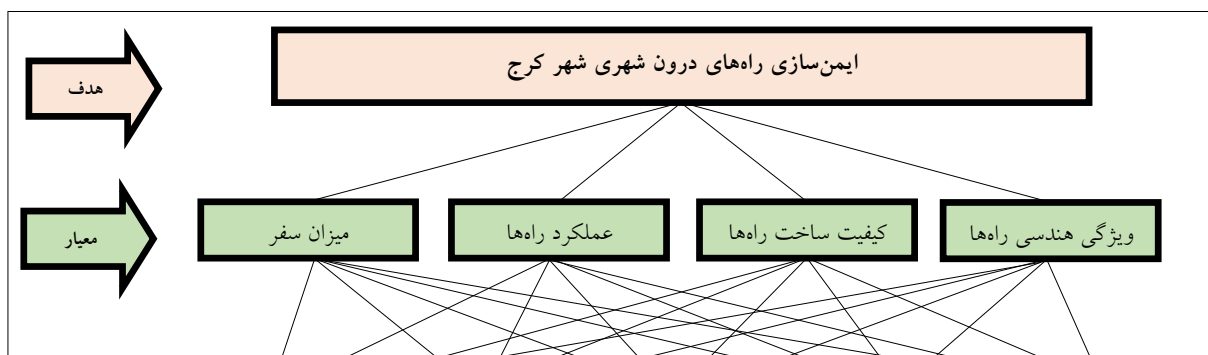 ایمن‌سازی راه‌های درون شهری شهر کرج
هدف
ویژگی هندسی راه‌ها
کیفیت ساخت راه‌ها
عملکرد راه‌ها
میزان سفر
معیار